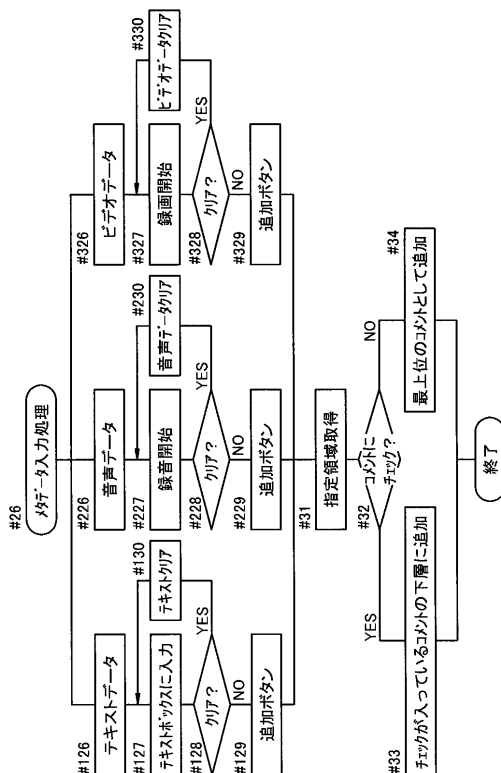 #26
メタデータ入力処理
#126
テキストデータ
#127
テキストボックスに入力
#128
クリア？
YES
NO
#130
テキストクリア
#129
追加ボタン
#226
音声データ
#227
録音開始
#228
クリア？
YES
NO
#230
音声データクリア
#229
追加ボタン
#326
ビデオデータ
#327
録画開始
#328
クリア？
YES
NO
#330
ビデオデータクリア
#329
追加ボタン
#31
指定領域取得
#32
コメントに
チェック？
YES
NO
#33
チェックが入っているコメントの下層に追加
#34
最上位のコメントとして追加
終了